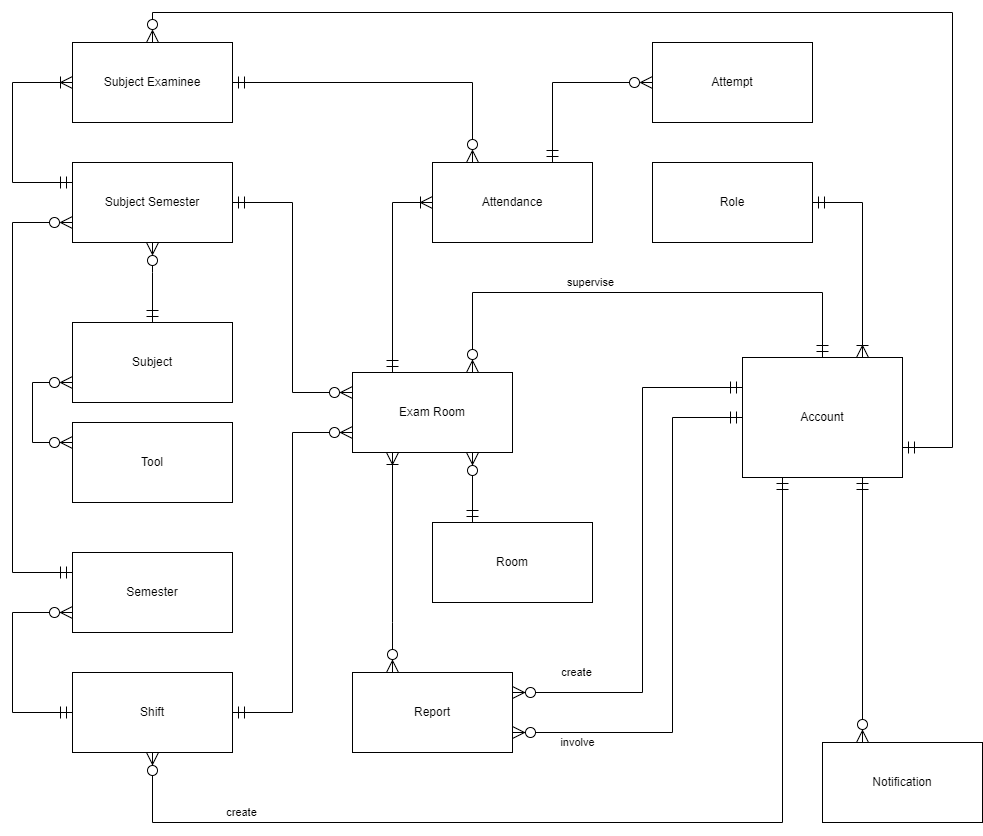 Subject Examinee
Attempt
Subject Semester
Attendance
Role
supervise
Subject
Exam Room
Account
Tool
Room
Semester
create
Shift
Report
involve
Notification
create